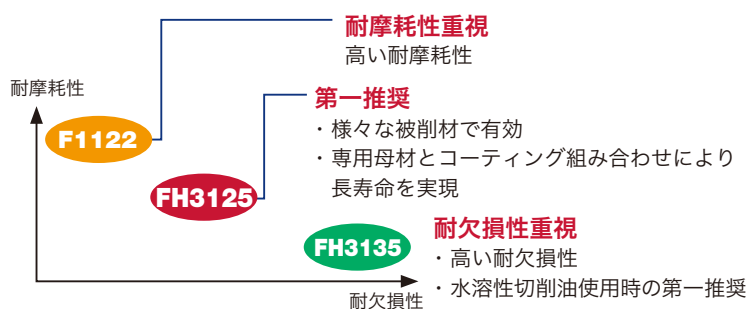 耐摩耗性重視
高い耐摩耗性
耐摩耗性
F1122
第一推奨
・様々な被削材で有効
・専用母材とコーティング組み合わせにより
長寿命を実現
FH3125
耐欠損性重視
・高い耐欠損性
・水溶性切削油使用時の第一推奨
FH3135
耐欠損性